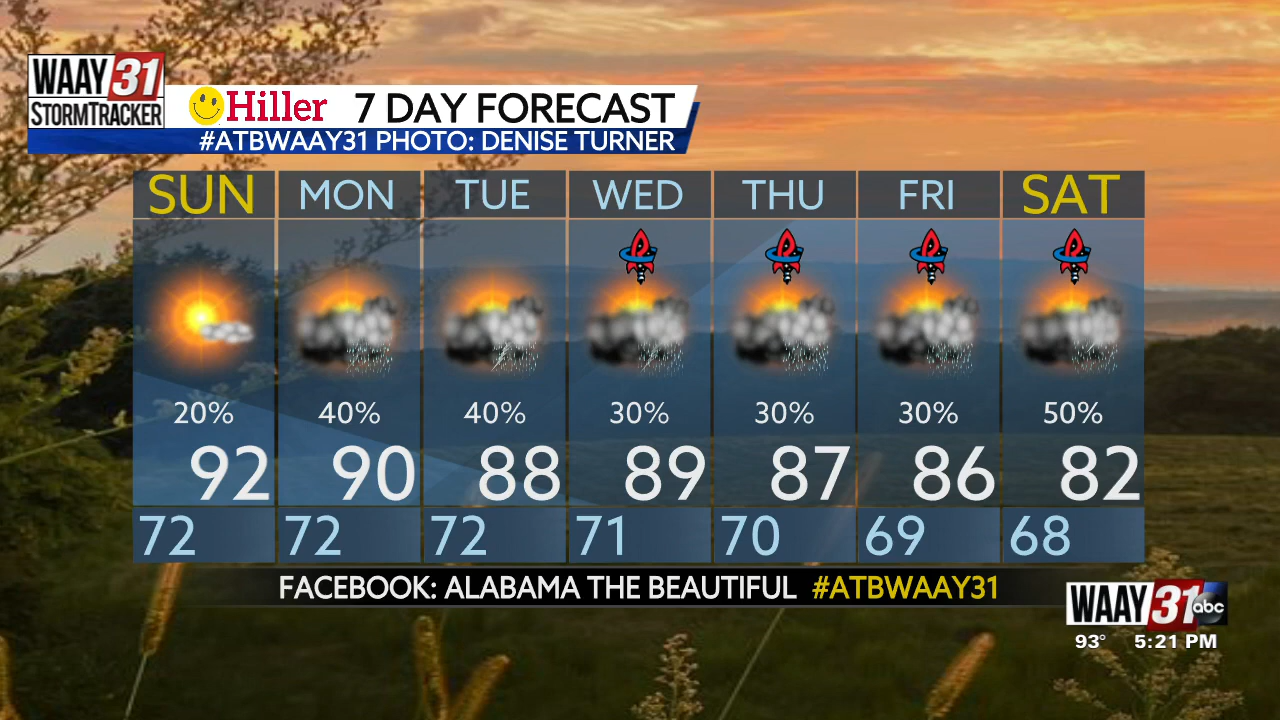 WAAY 31
STORMTRACKER
Hiller 7 DAY FORECAST
#ATBWAAY31 PHOTO: DENISE TURNER
SUN MON TUE WED THU FRI SAT
20% 40% 40% 30% 30% 30% 50%
92 90 88 89 87 86 82
72 72 72 71 70 69 68
FACEBOOK: ALABAMA THE BEAUTIFUL #ATBWAAY31
WAAY 31 abc
93° 5:21 PM